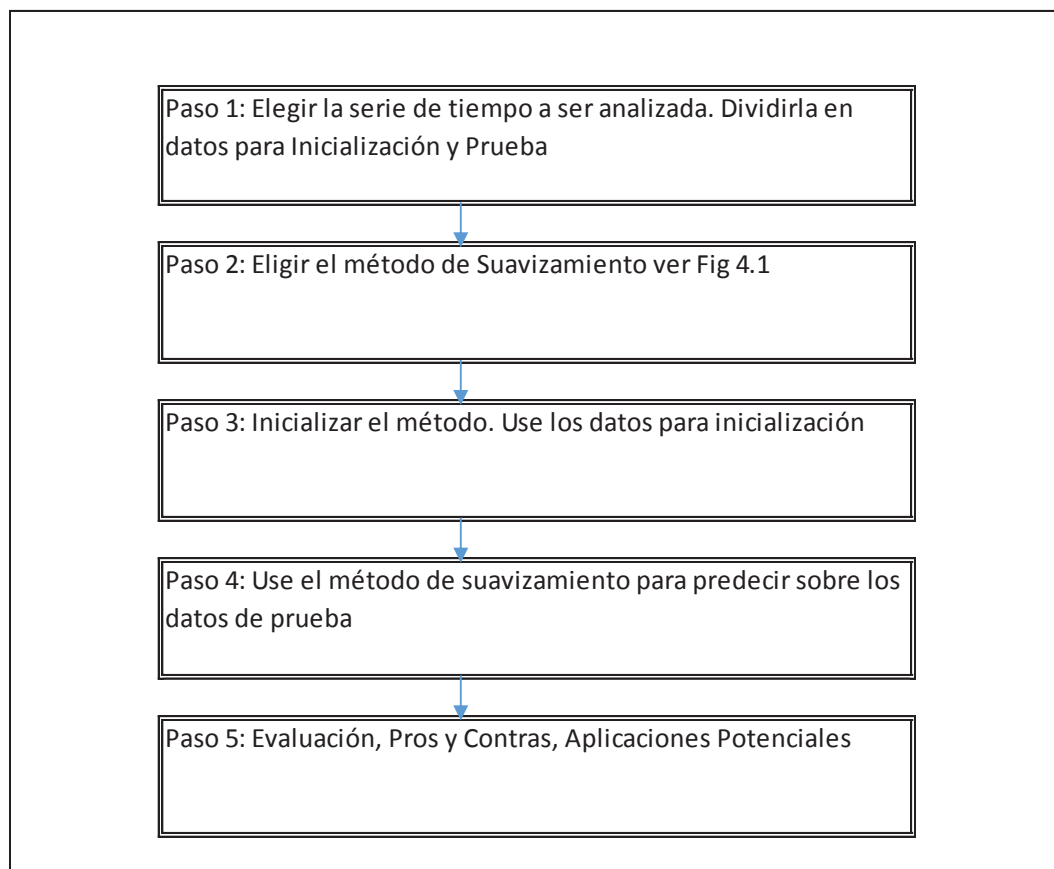 Paso 1: Elegir la serie de tiempo a ser analizada. Dividirla en
datos para Inicialización y Prueba
Paso 2: Eligir el método de Suavizamiento ver Fig 4.1
Paso 3: Inicializar el método. Use los datos para inicialización
Paso 4: Use el método de suavizamiento para predecir sobre los
datos de prueba
Paso 5: Evaluación, Pros y Contras, Aplicaciones Potenciales